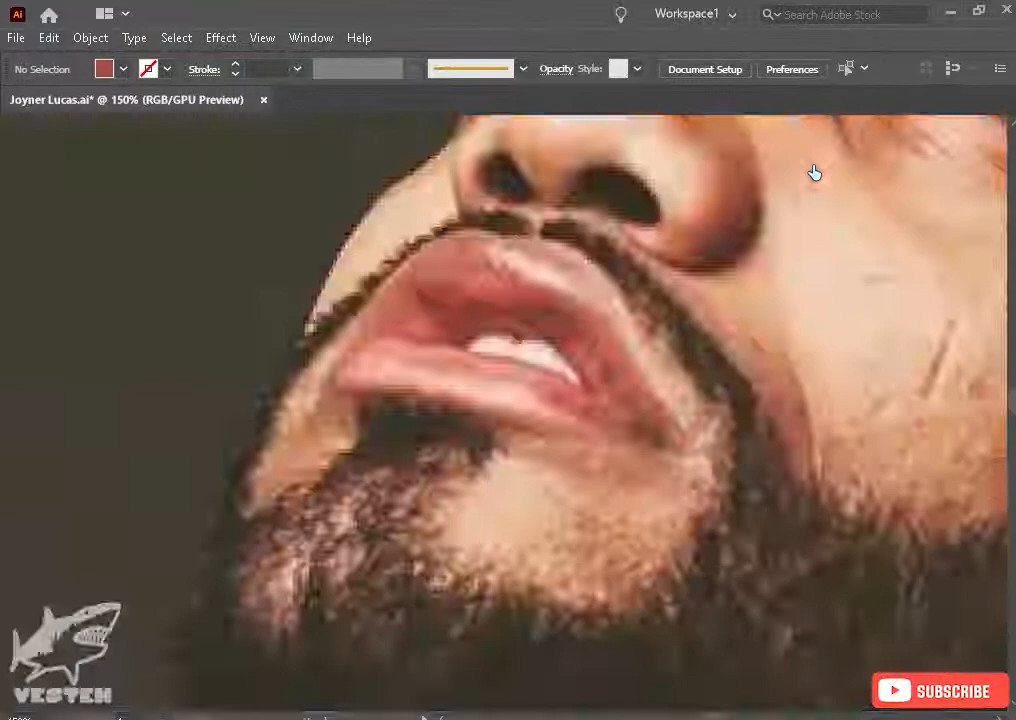 Ai
Workspace1
Search Adobe Stock
File Edit Object Type Select Effect View Window Help
No Selection Stroke: Opacity Style: Document Setup Preferences
Joyner Lucas.ai* @ 150% (RGB/GPU Preview) ×
VESTEH
SUBSCRIBE